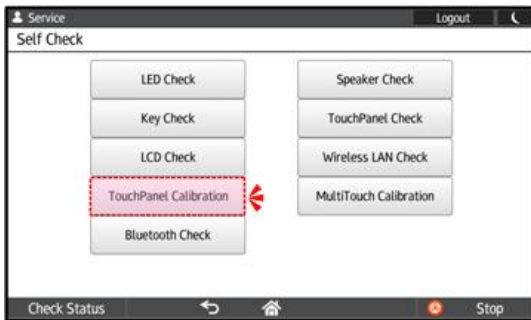 Service Logout
Self Check
LED Check Speaker Check
Key Check TouchPanel Check
LCD Check Wireless LAN Check
TouchPanel Calibration MultiTouch Calibration
Bluetooth Check
Check Status Stop